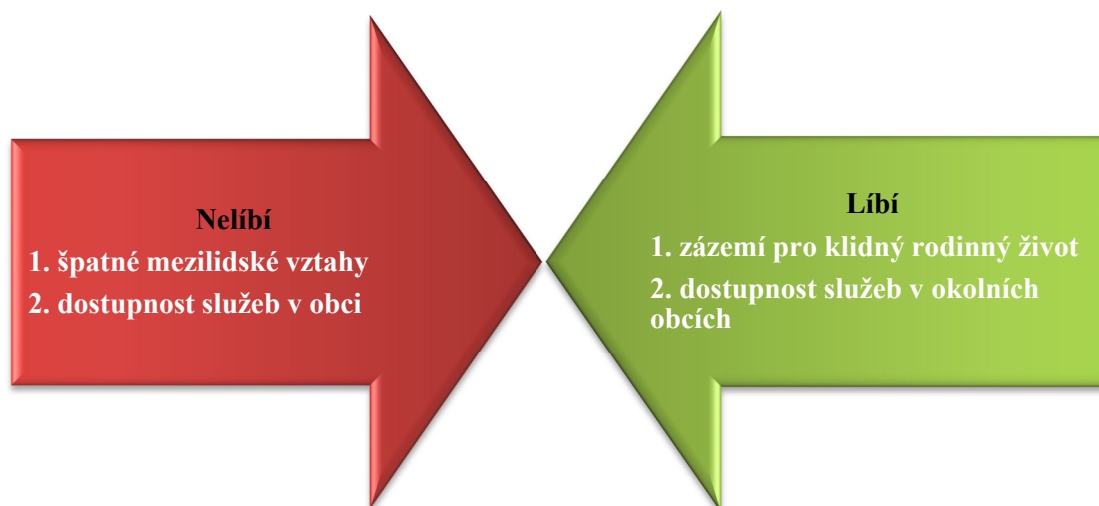 Nelíbí
1. špatné mezilidské vztahy
2. dostupnost služeb v obci
Líbí
1. zázemí pro klidný rodinný život
2. dostupnost služeb v okolních
obcích